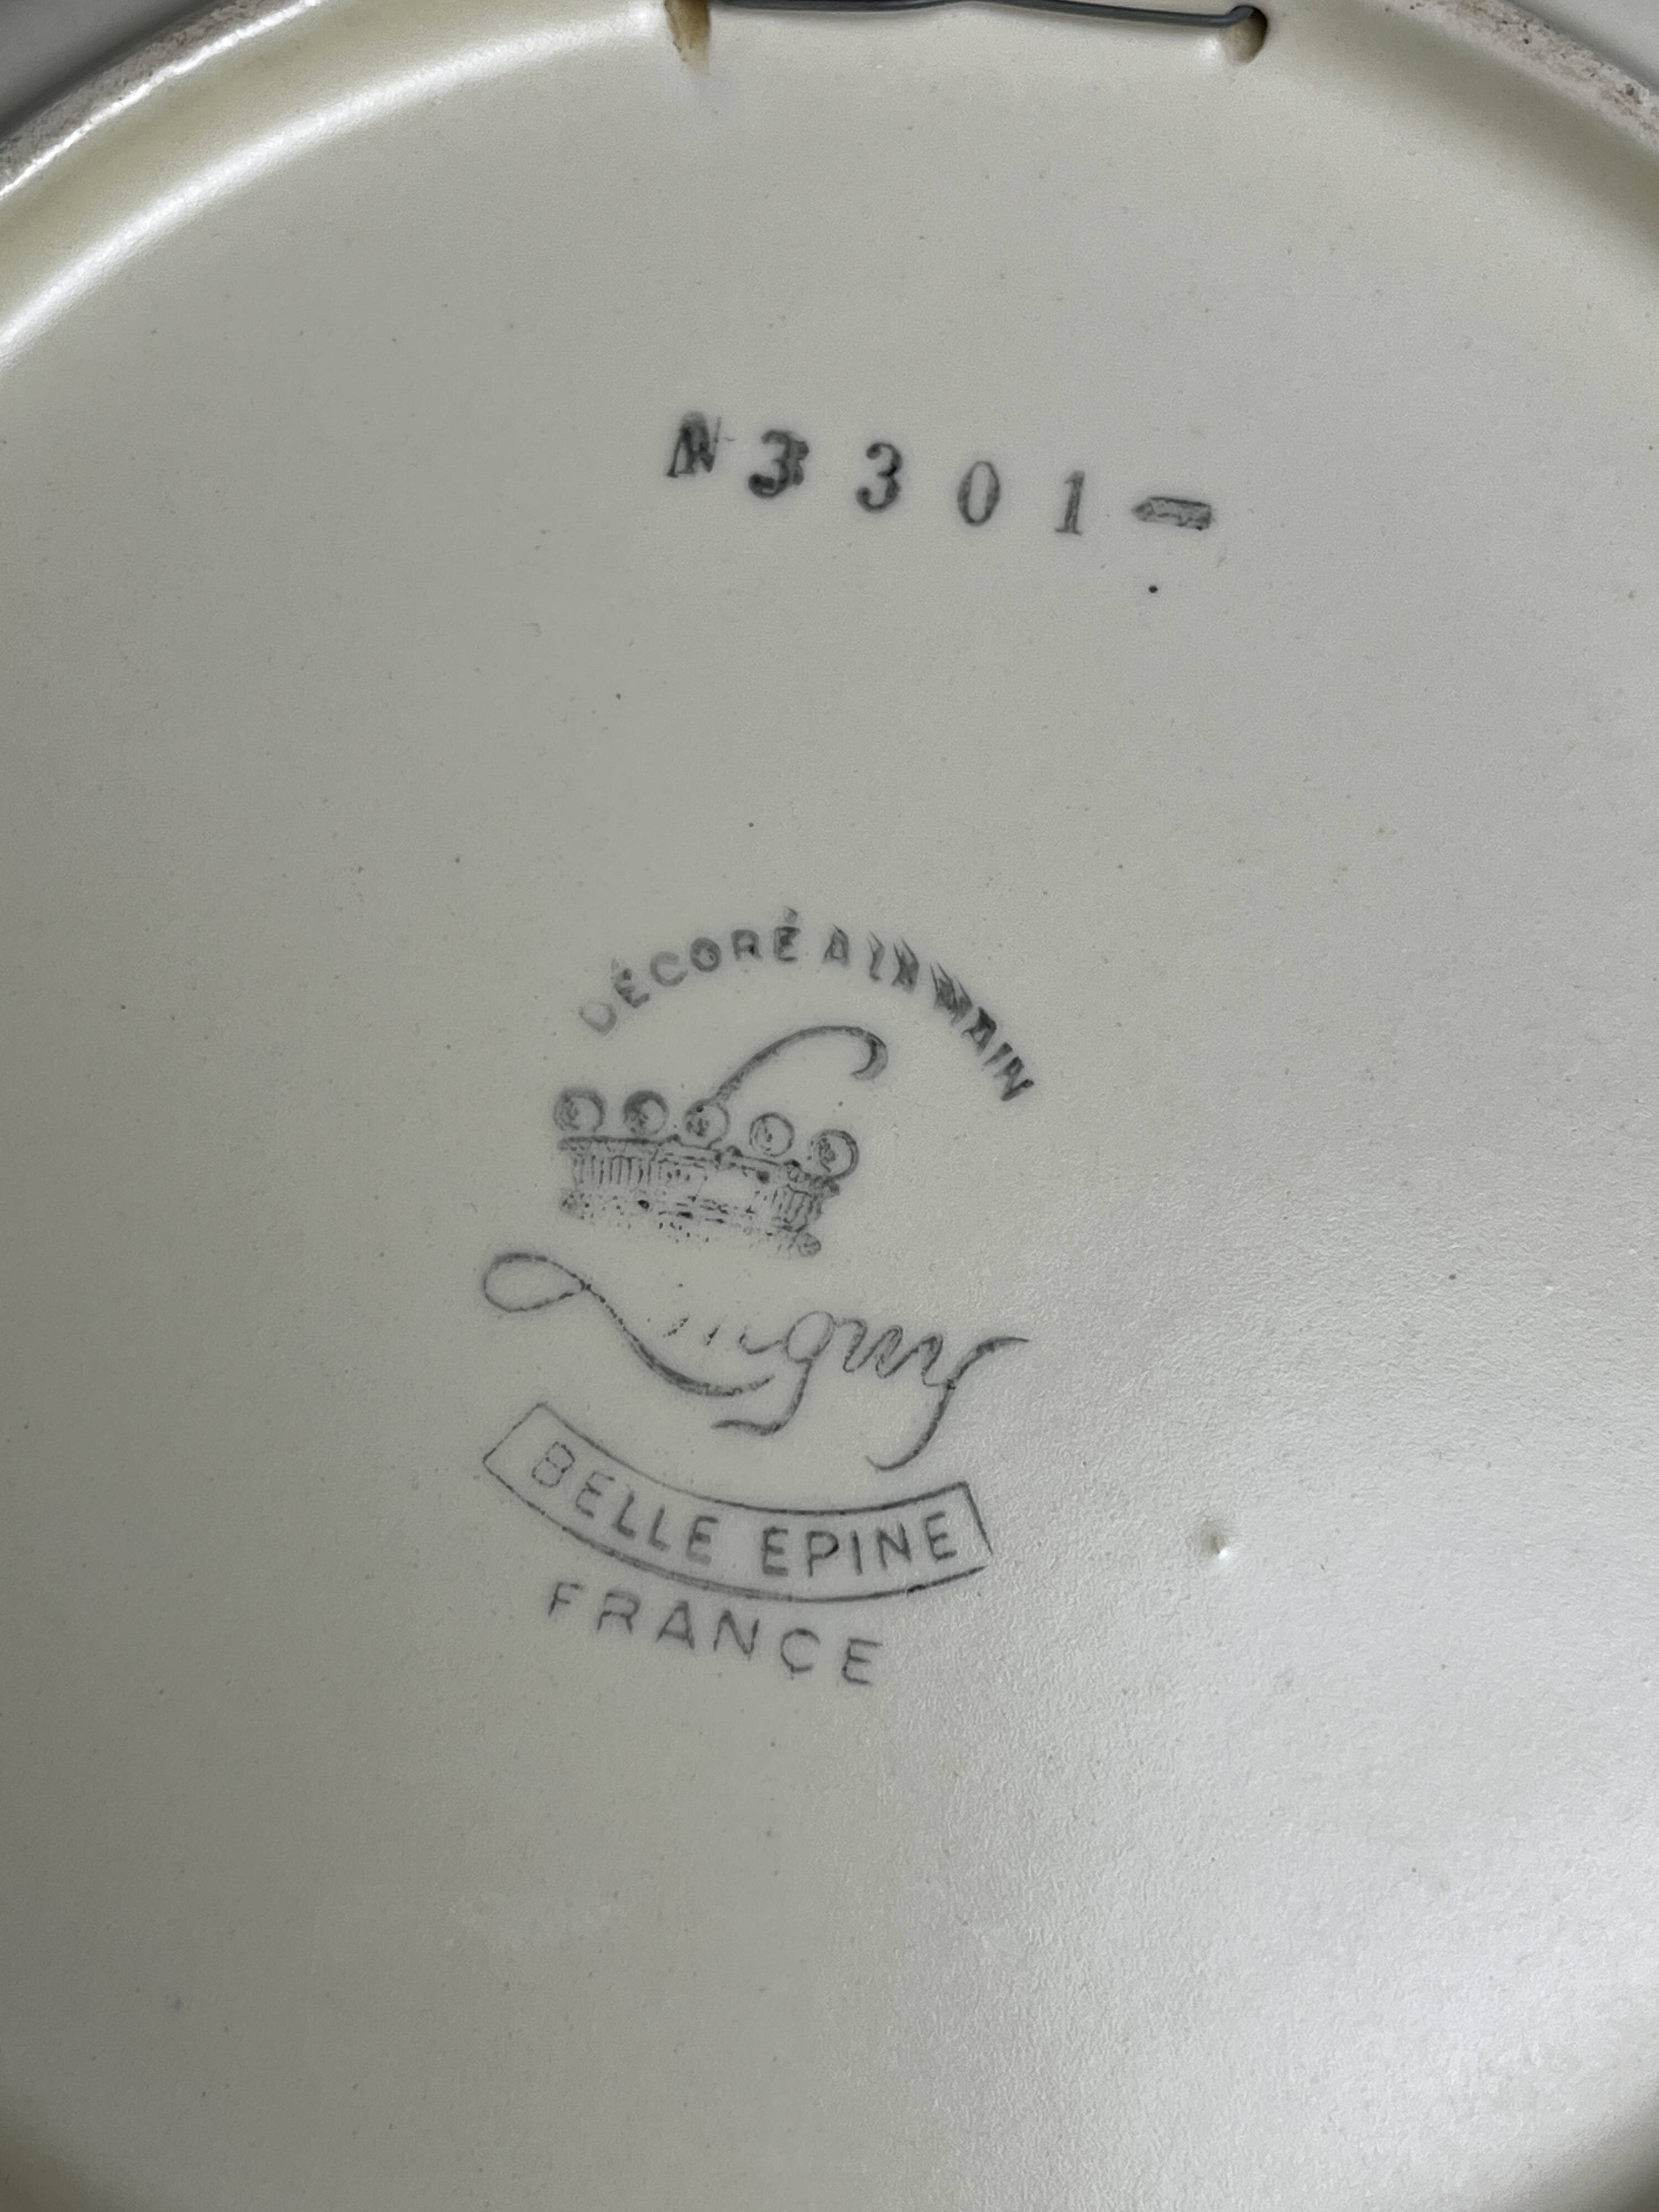 N 3 3 0 1 -
DÉCORÉ A LA MAIN
BELLE EPINE
FRANCE